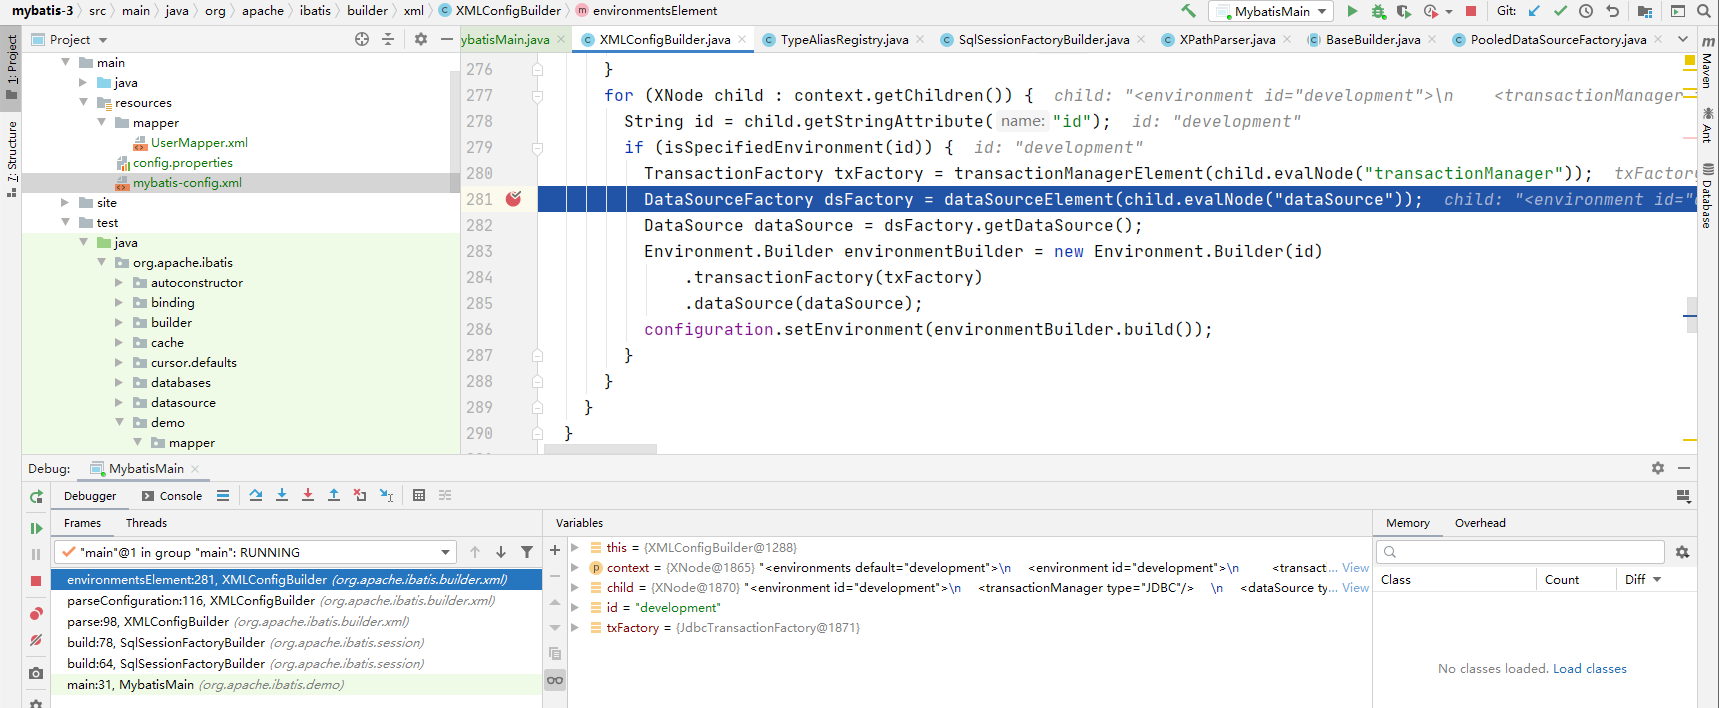 mybatis-3 › src › main › java › org › apache › ibatis › builder › xml › XMLConfigBuilder › environmentsElement
MybatisMain
Git:
1: Project
7: Structure
Project
ybatisMain.java
XMLConfigBuilder.java
TypeAliasRegistry.java
SqlSessionFactoryBuilder.java
XPathParser.java
BaseBuilder.java
PooledDataSourceFactory.java
Maven
Ant
Database
main
java
resources
mapper
UserMapper.xml
config.properties
mybatis-config.xml
site
test
java
org.apache.ibatis
autoconstructor
binding
builder
cache
cursor.defaults
databases
datasource
demo
mapper
276 }
277 for (XNode child : context.getChildren()) { child: "<environment id="development">\n <transactionManager
278 String id = child.getStringAttribute( name: "id"); id: "development"
279 if (isSpecifiedEnvironment(id)) { id: "development"
280 TransactionFactory txFactory = transactionManagerElement(child.evalNode("transactionManager")); txFactory
281 DataSourceFactory dsFactory = dataSourceElement(child.evalNode("dataSource")); child: "<environment id="
282 DataSource dataSource = dsFactory.getDataSource();
283 Environment.Builder environmentBuilder = new Environment.Builder(id)
284 .transactionFactory(txFactory)
285 .dataSource(dataSource);
286 configuration.setEnvironment(environmentBuilder.build());
287 }
288 }
289 }
290 }
Debug: MybatisMain
Debugger Console
Frames Threads
"main"@1 in group "main": RUNNING
environmentsElement:281, XMLConfigBuilder (org.apache.ibatis.builder.xml)
parseConfiguration:116, XMLConfigBuilder (org.apache.ibatis.builder.xml)
parse:98, XMLConfigBuilder (org.apache.ibatis.builder.xml)
build:78, SqlSessionFactoryBuilder (org.apache.ibatis.session)
build:64, SqlSessionFactoryBuilder (org.apache.ibatis.session)
main:31, MybatisMain (org.apache.ibatis.demo)
Variables
this = {XMLConfigBuilder@1288}
context = {XNode@1865} "<environments default="development">\n <environment id="development">\n <transact... View
child = {XNode@1870} "<environment id="development">\n <transactionManager type="JDBC"/> \n <dataSource ty... View
id = "development"
txFactory = {JdbcTransactionFactory@1871}
Memory Overhead
Class Count Diff
No classes loaded. Load classes